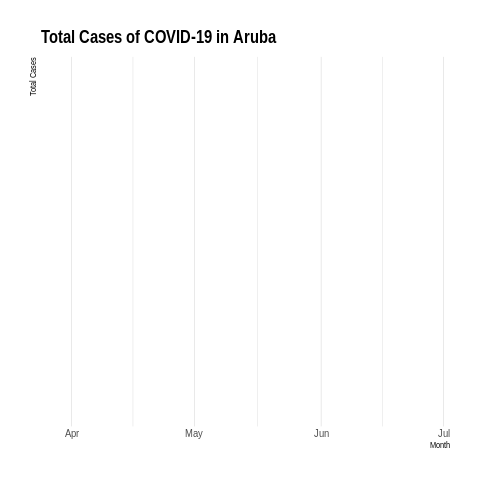 Total Cases of COVID-19 in Aruba
Total Cases
Apr May Jun Jul
Month